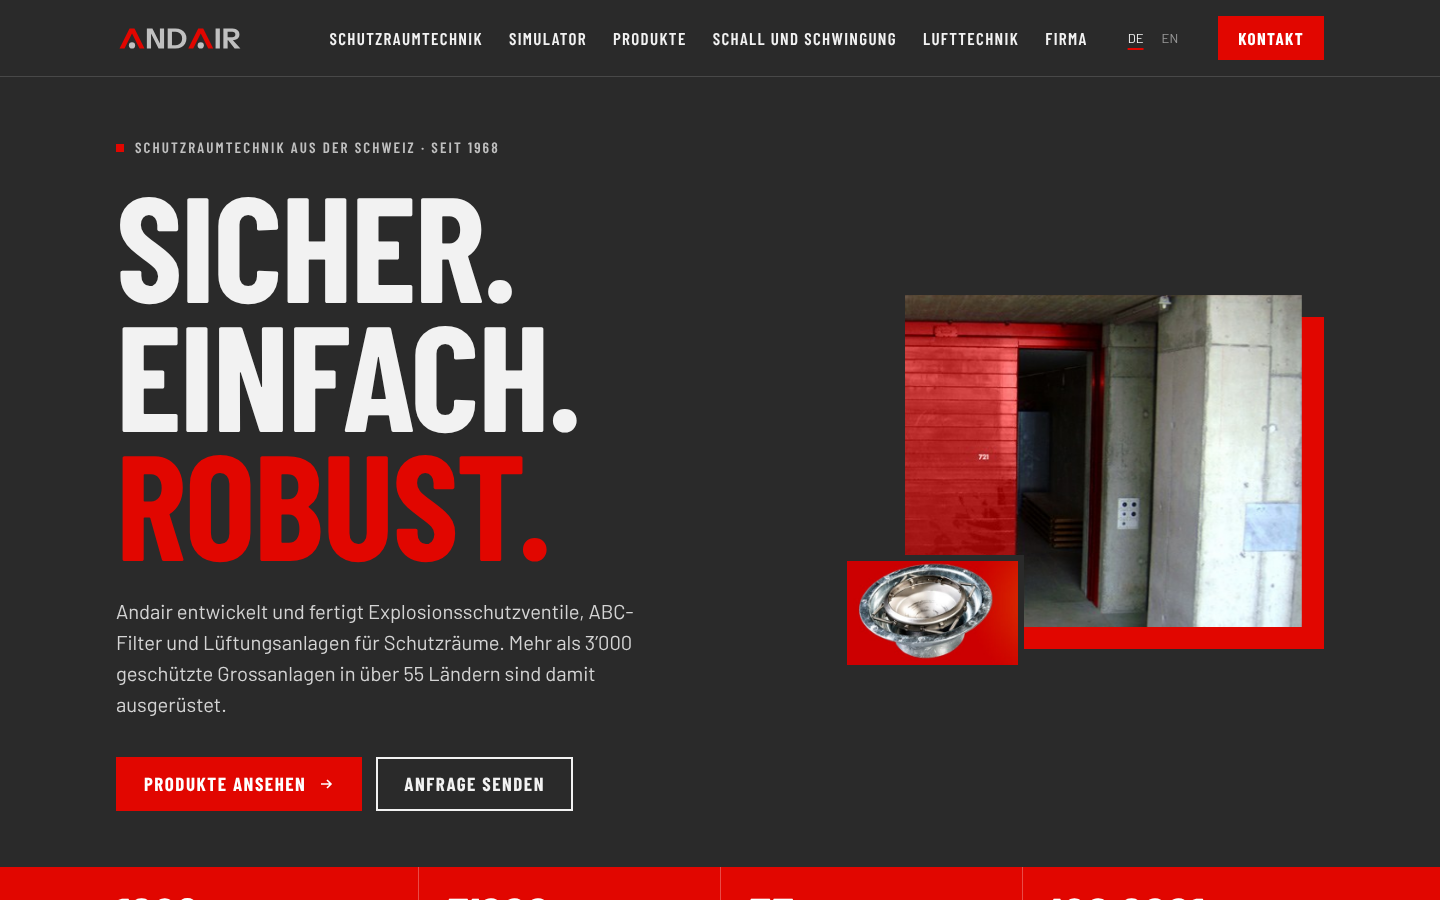 ANDAIR
SCHUTZRAUMTECHNIK SIMULATOR PRODUKTE SCHALL UND SCHWINGUNG LUFTTECHNIK FIRMA DE EN KONTAKT
SCHUTZRAUMTECHNIK AUS DER SCHWEIZ · SEIT 1968
SICHER.
EINFACH.
ROBUST.
721
Andair entwickelt und fertigt Explosionsschutzventile, ABC-
Filter und Lüftungsanlagen für Schutzräume. Mehr als 3’000
geschützte Grossanlagen in über 55 Ländern sind damit
ausgerüstet.
PRODUKTE ANSEHEN →
ANFRAGE SENDEN